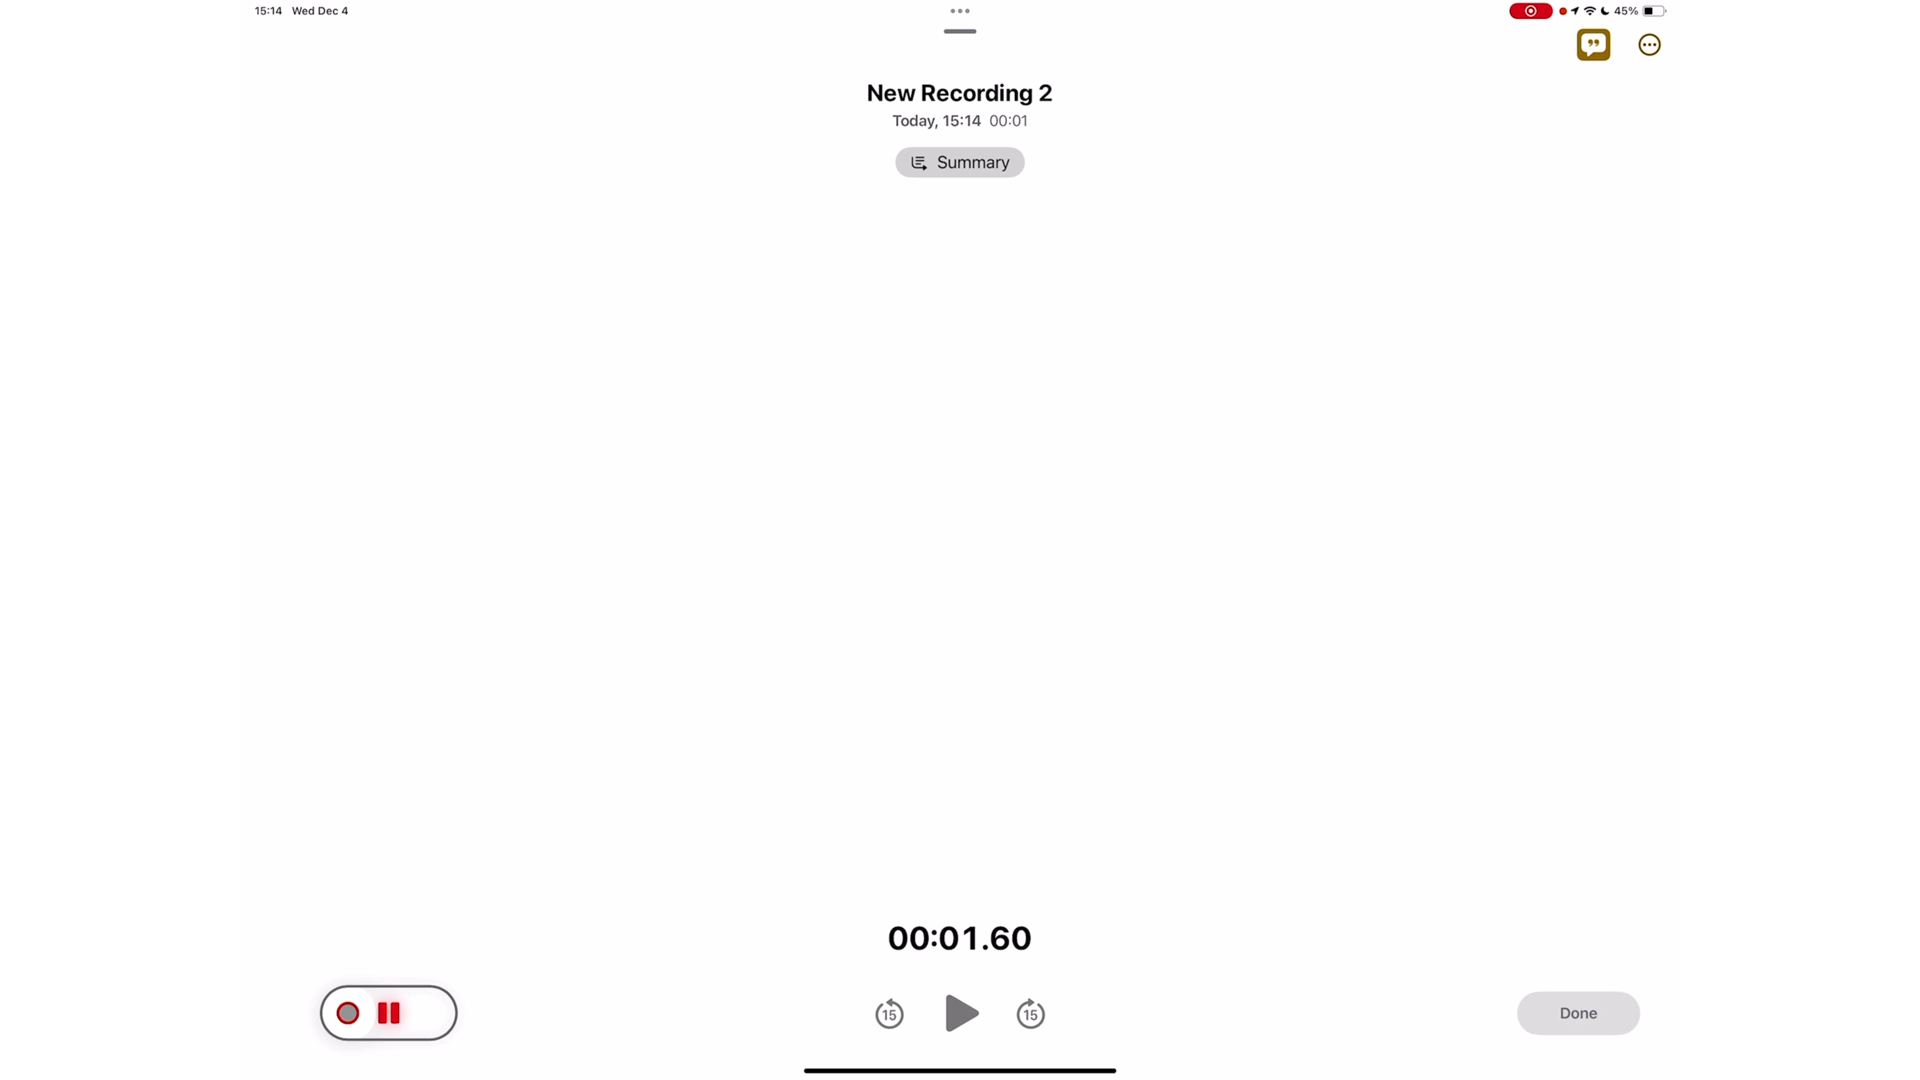 15:14 Wed Dec 4
45%
New Recording 2
Today, 15:14 00:01
Summary
00:01.60
15
15
Done